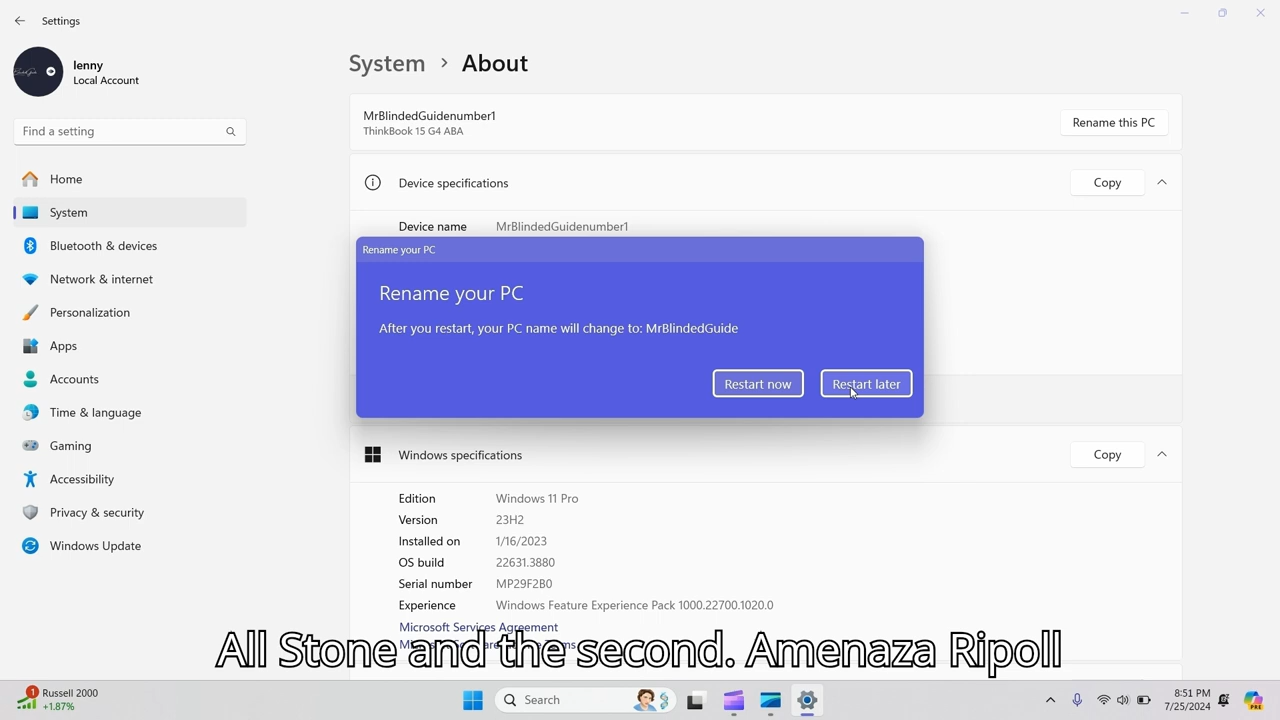 Settings
lenny
Local Account
Find a setting
Home
System
Bluetooth & devices
Network & internet
Personalization
Apps
Accounts
Time & language
Gaming
Accessibility
Privacy & security
Windows Update
System > About
MrBlindedGuidenumber1
ThinkBook 15 G4 ABA
Rename this PC
Device specifications
Copy
Device name MrBlindedGuidenumber1
Rename your PC
Rename your PC
After you restart, your PC name will change to: MrBlindedGuide
Restart now
Restart later
Windows specifications
Copy
Edition Windows 11 Pro
Version 23H2
Installed on 1/16/2023
OS build 22631.3880
Serial number MP29F2B0
Experience Windows Feature Experience Pack 1000.22700.1020.0
Microsoft Services Agreement
All Stone and the second. Amenaza Ripoll
1
Russell 2000
+1.87%
Search
8:51 PM
7/25/2024
PRE